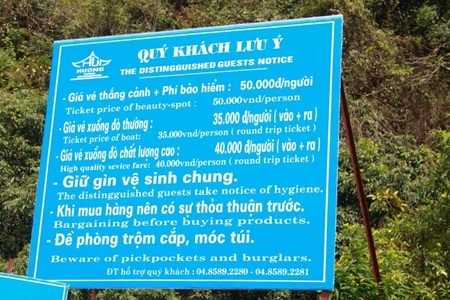 HƯƠNG
QUÝ KHÁCH LƯU Ý
THE DISTINGGUISHED GUESTS NOTICE
- Giá vé thắng cảnh + Phí bảo hiểm : 50.000đ/người
Ticket price of beauty-spot : 50.000vnd/person
- Giá vé xuống đò thường : 35.000 đ/người ( vào + ra )
Ticket price of boat: 35.000vnd/person ( round trip ticket )
- Giá vé xuống đò chất lượng cao : 40.000 đ/người ( vào + ra )
High quality sevice fare: 40.000vnd/person ( round trip ticket )
- Giữ gìn vệ sinh chung.
The distingguished guests take notice of hygiene.
- Khi mua hàng nên có sự thỏa thuận trước.
Bargaining before buying products.
- Đề phòng trộm cắp, móc túi.
Beware of pickpockets and burglars.
ĐT hỗ trợ quý khách : 04.8589.2280 - 04.8589.2281